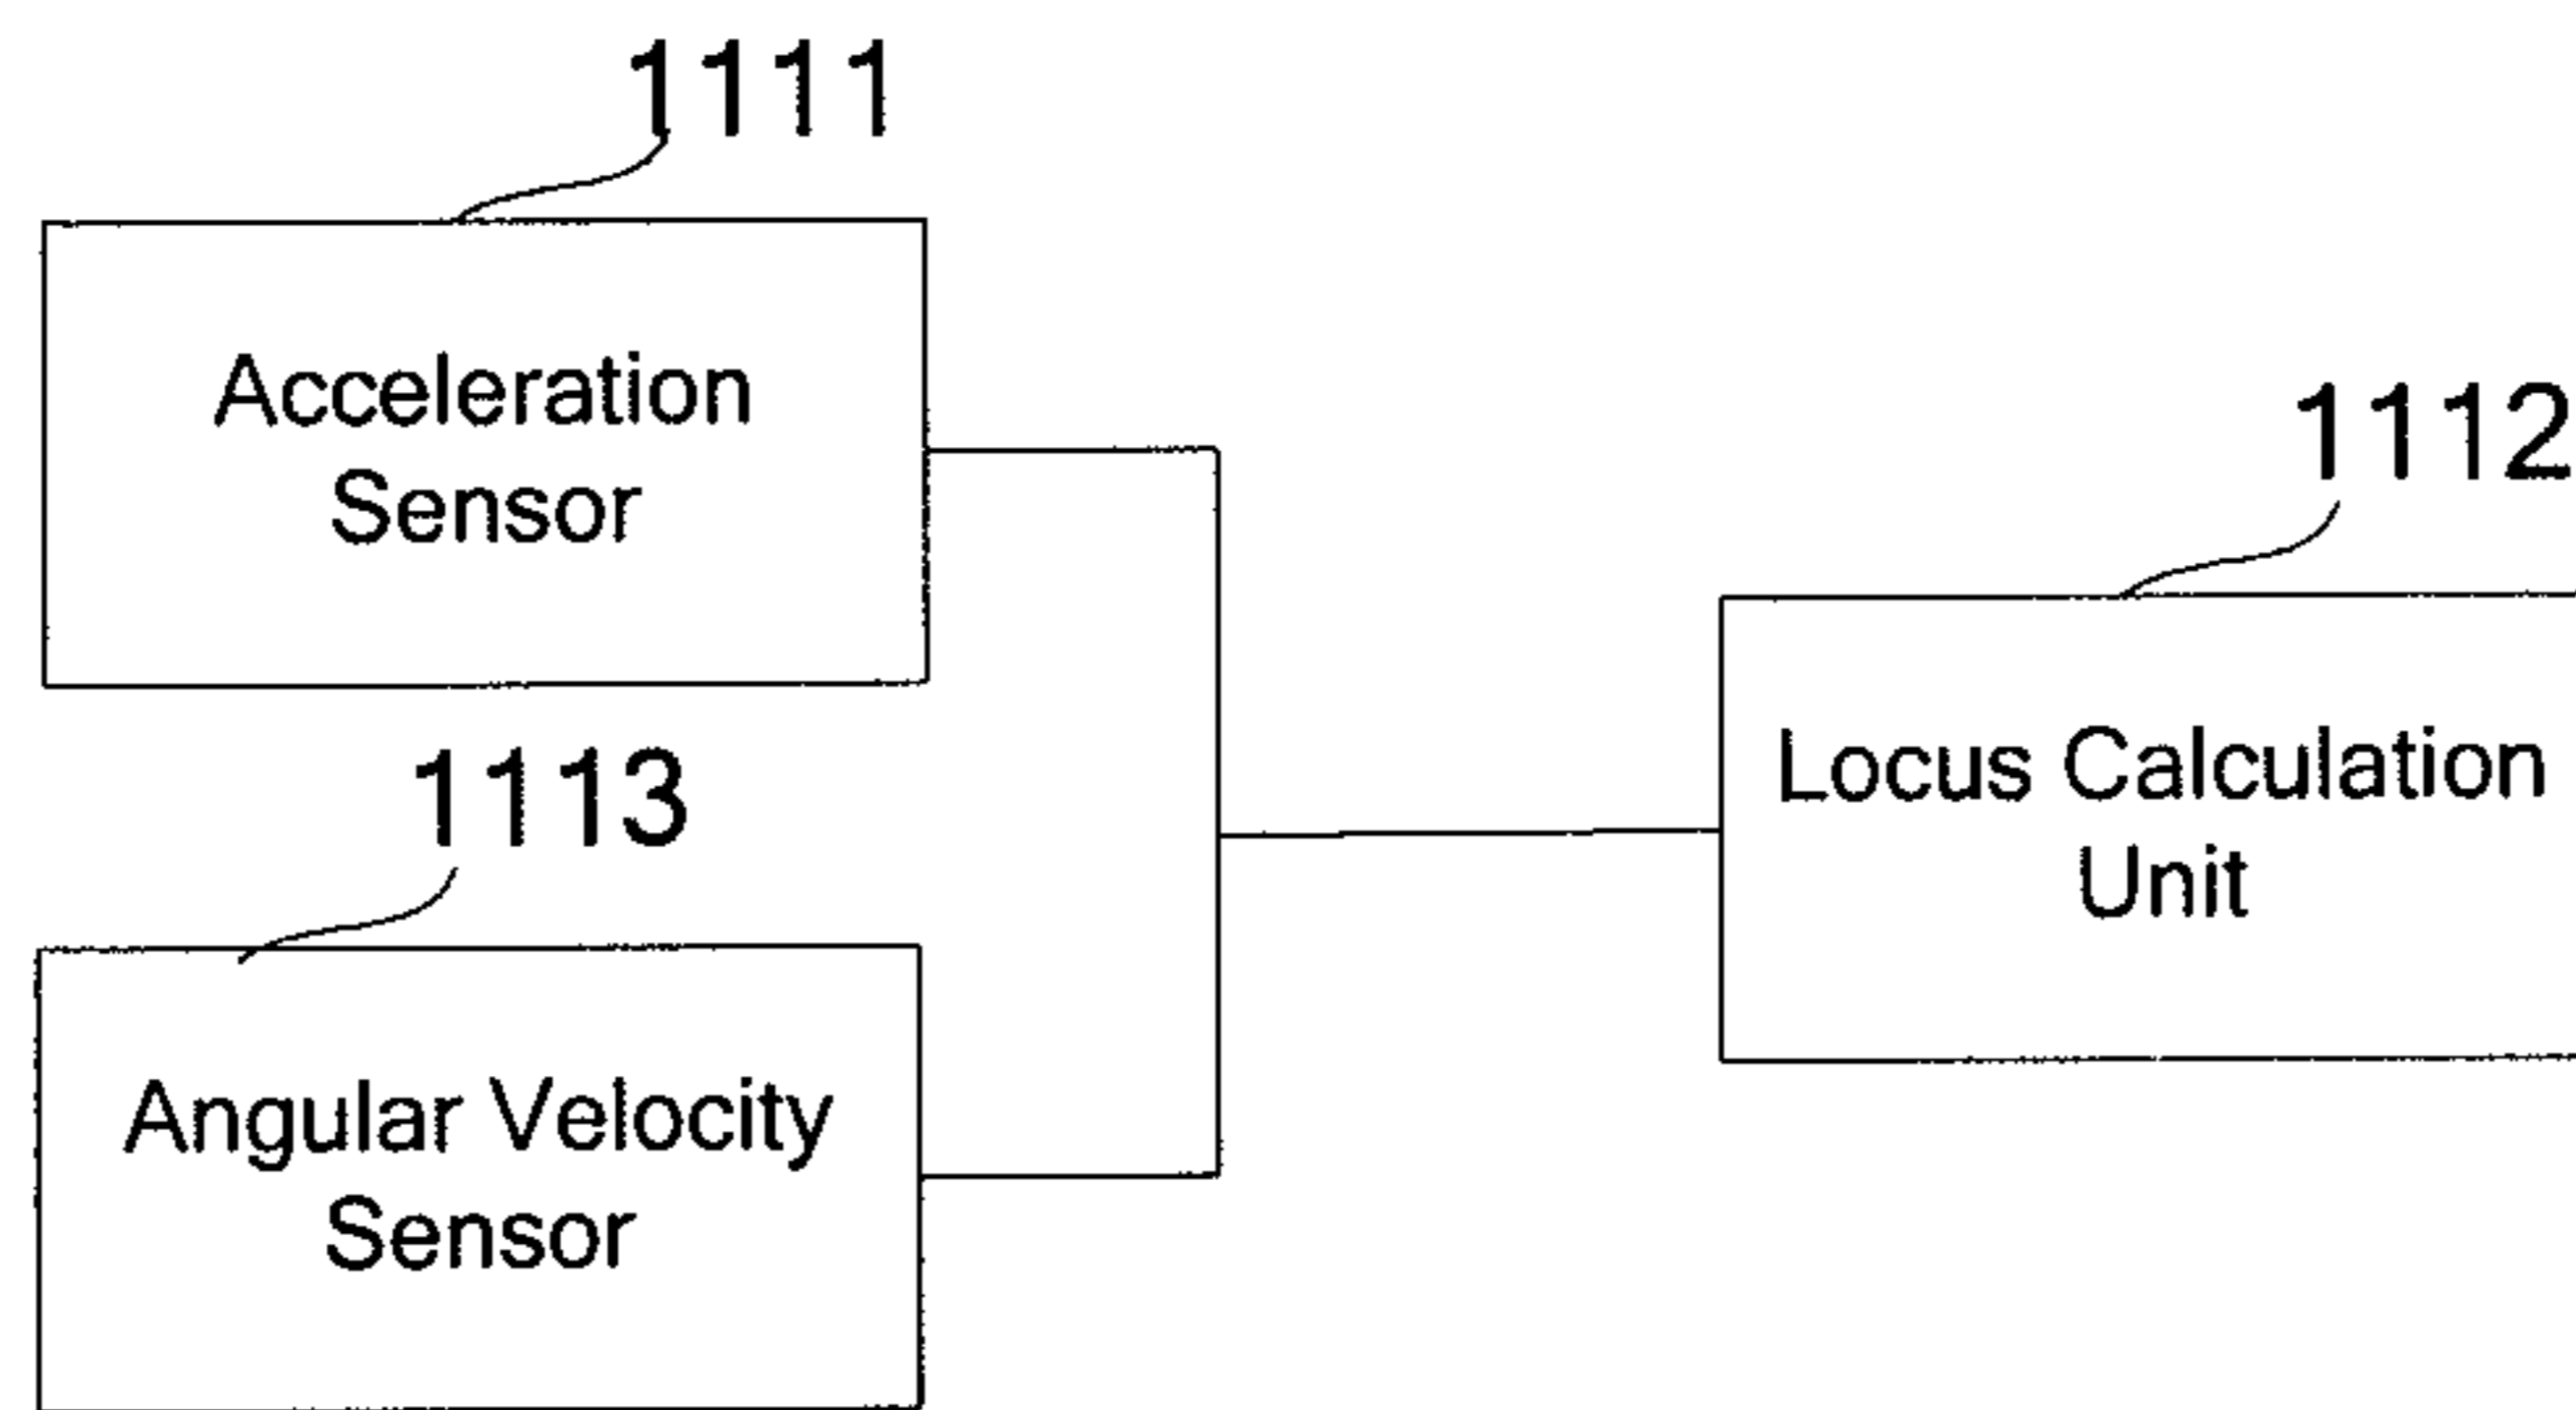 1111
Acceleration
Sensor
1112
Locus Calculation
Unit
1113
Angular Velocity
Sensor